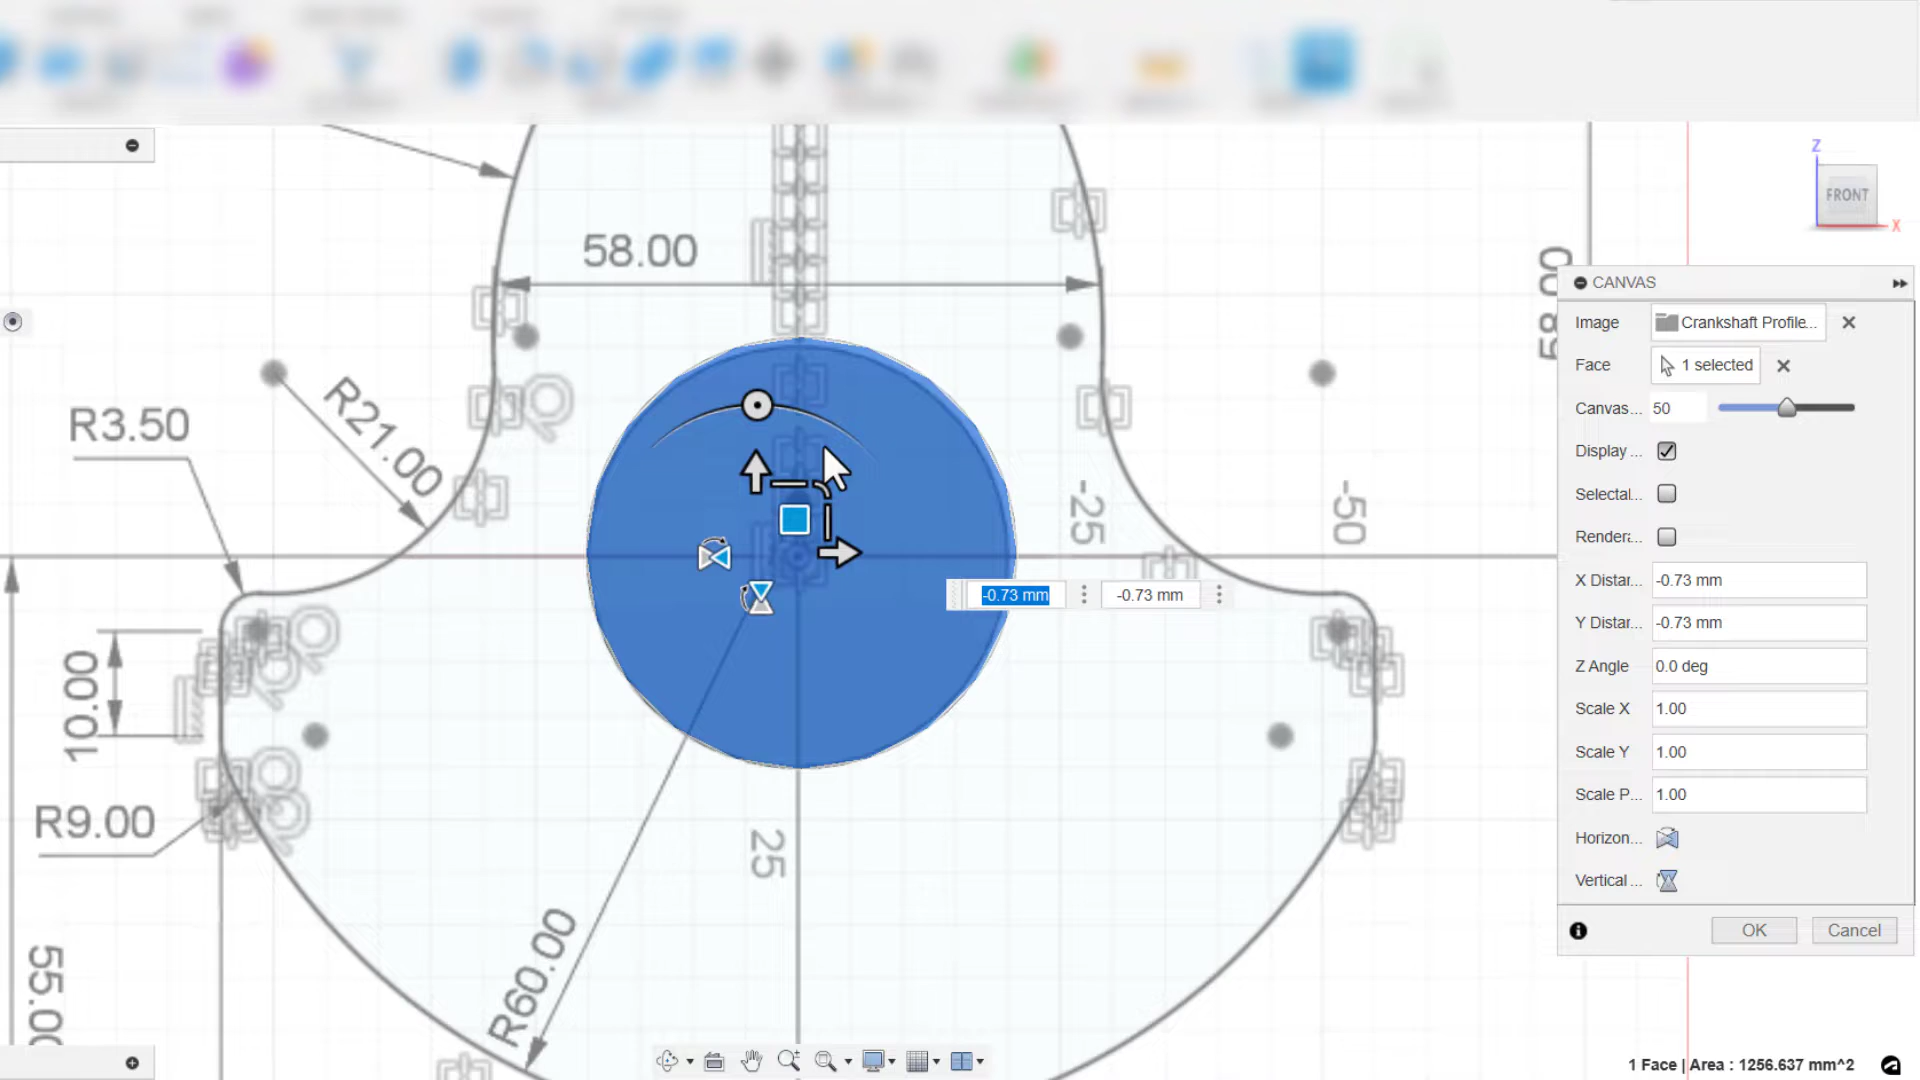 Z
FRONT
X
58.00
58.00
CANVAS
Image Crankshaft Profile...
Face 1 selected
Canvas... 50
Display ...
Selectal...
Renderi...
X Distar... -0.73 mm
Y Distar... -0.73 mm
Z Angle 0.0 deg
Scale X 1.00
Scale Y 1.00
Scale P... 1.00
Horizon...
Vertical ...
OK Cancel
R3.50
R21.00
-25
-50
-0.73 mm -0.73 mm
10.00
R9.00
25
R60.00
55.00
1 Face | Area : 1256.637 mm^2